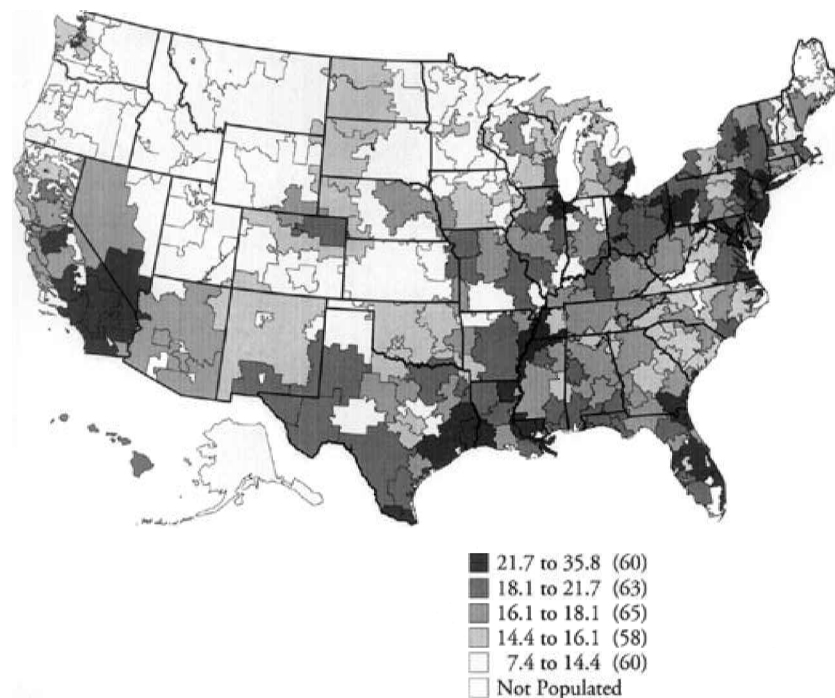 21.7 to 35.8 (60)
18.1 to 21.7 (63)
16.1 to 18.1 (65)
14.4 to 16.1 (58)
7.4 to 14.4 (60)
Not Populated